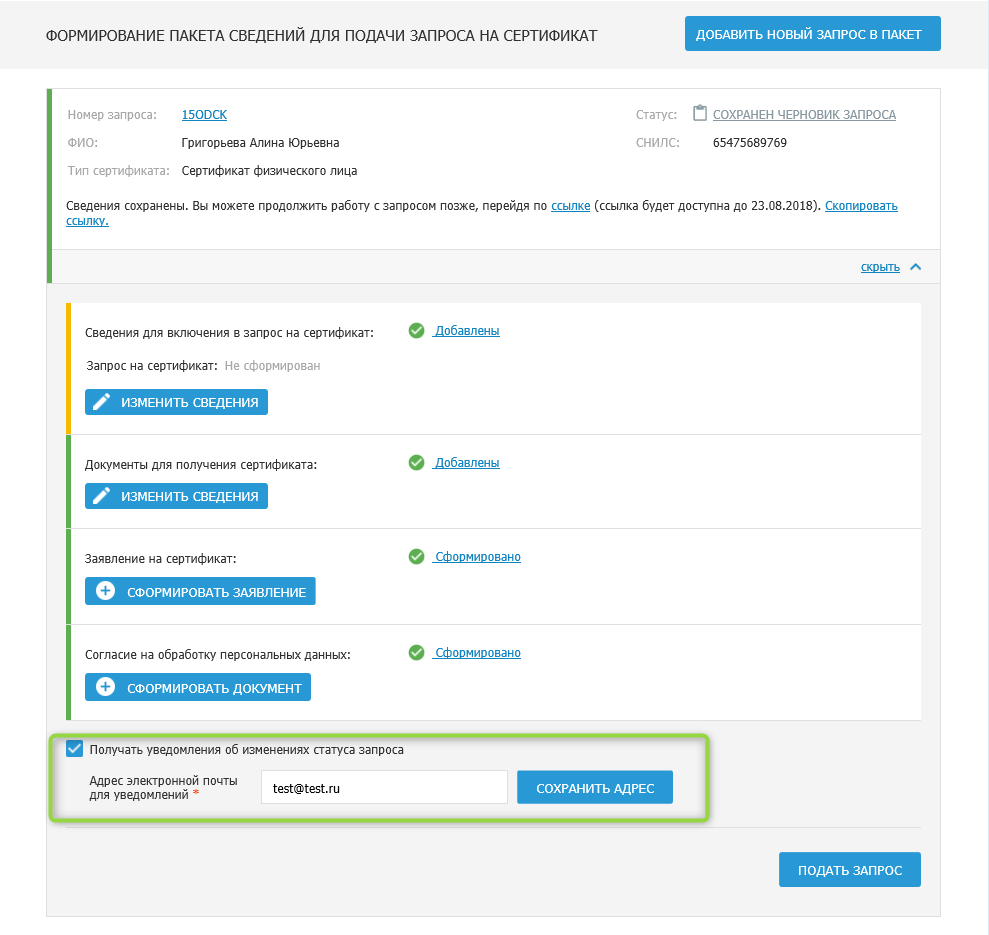 ФОРМИРОВАНИЕ ПАКЕТА СВЕДЕНИЙ ДЛЯ ПОДАЧИ ЗАПРОСА НА СЕРТИФИКАТ
ДОБАВИТЬ НОВЫЙ ЗАПРОС В ПАКЕТ
Номер запроса: 15ODCK
Статус: СОХРАНЕН ЧЕРНОВИК ЗАПРОСА
ФИО: Григорьева Алина Юрьевна
СНИЛС: 65475689769
Тип сертификата: Сертификат физического лица
Сведения сохранены. Вы можете продолжить работу с запросом позже, перейдя по ссылке (ссылка будет доступна до 23.08.2018). Скопировать
ссылку.
скрыть
Сведения для включения в запрос на сертификат: Добавлены
Запрос на сертификат: Не сформирован
ИЗМЕНИТЬ СВЕДЕНИЯ
Документы для получения сертификата: Добавлены
ИЗМЕНИТЬ СВЕДЕНИЯ
Заявление на сертификат: Сформировано
СФОРМИРОВАТЬ ЗАЯВЛЕНИЕ
Согласие на обработку персональных данных: Сформировано
СФОРМИРОВАТЬ ДОКУМЕНТ
Получать уведомления об изменениях статуса запроса
Адрес электронной почты
для уведомлений *
test@test.ru
СОХРАНИТЬ АДРЕС
ПОДАТЬ ЗАПРОС